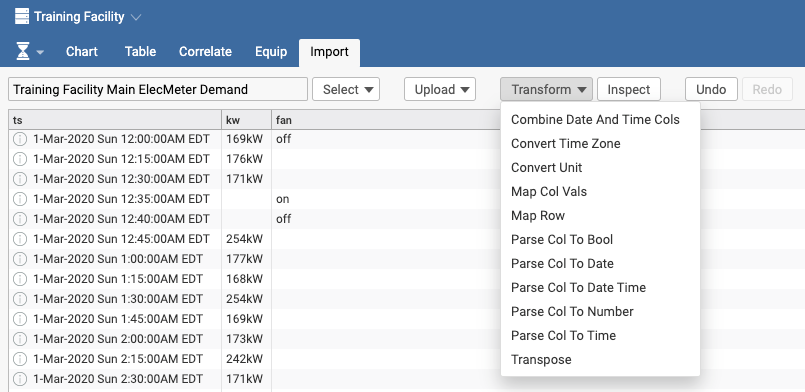 Training Facility
Chart Table Correlate Equip Import
Training Facility Main ElecMeter Demand Select Upload Transform Inspect Undo Redo
ts kw fan
1-Mar-2020 Sun 12:00:00AM EDT 169kW off
1-Mar-2020 Sun 12:15:00AM EDT 176kW
1-Mar-2020 Sun 12:30:00AM EDT 171kW
1-Mar-2020 Sun 12:35:00AM EDT on
1-Mar-2020 Sun 12:40:00AM EDT off
1-Mar-2020 Sun 12:45:00AM EDT 254kW
1-Mar-2020 Sun 1:00:00AM EDT 177kW
1-Mar-2020 Sun 1:15:00AM EDT 168kW
1-Mar-2020 Sun 1:30:00AM EDT 254kW
1-Mar-2020 Sun 1:45:00AM EDT 169kW
1-Mar-2020 Sun 2:00:00AM EDT 173kW
1-Mar-2020 Sun 2:15:00AM EDT 242kW
1-Mar-2020 Sun 2:30:00AM EDT 171kW
Combine Date And Time Cols
Convert Time Zone
Convert Unit
Map Col Vals
Map Row
Parse Col To Bool
Parse Col To Date
Parse Col To Date Time
Parse Col To Number
Parse Col To Time
Transpose